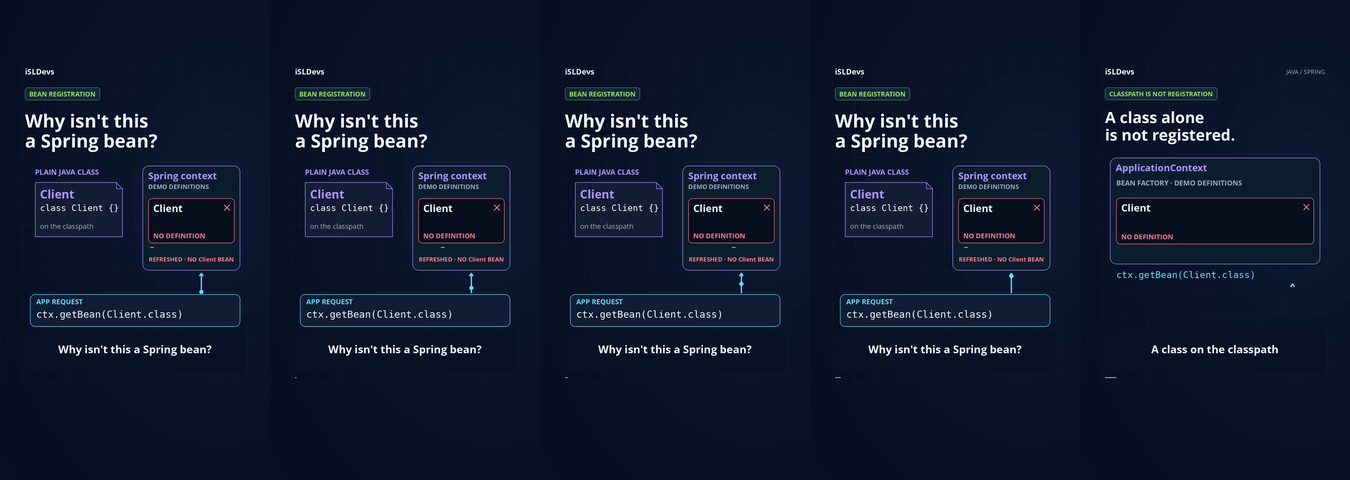 iSLDevs
BEAN REGISTRATION
Why isn't this
a Spring bean?
PLAIN JAVA CLASS
Client
class Client {}
on the classpath
Spring context
DEMO DEFINITIONS
Client
NO DEFINITION
REFRESHED · NO Client BEAN
APP REQUEST
ctx.getBean(Client.class)
Why isn't this a Spring bean?
iSLDevs
BEAN REGISTRATION
Why isn't this
a Spring bean?
PLAIN JAVA CLASS
Client
class Client {}
on the classpath
Spring context
DEMO DEFINITIONS
Client
NO DEFINITION
REFRESHED · NO Client BEAN
APP REQUEST
ctx.getBean(Client.class)
Why isn't this a Spring bean?
iSLDevs
BEAN REGISTRATION
Why isn't this
a Spring bean?
PLAIN JAVA CLASS
Client
class Client {}
on the classpath
Spring context
DEMO DEFINITIONS
Client
NO DEFINITION
REFRESHED · NO Client BEAN
APP REQUEST
ctx.getBean(Client.class)
Why isn't this a Spring bean?
iSLDevs
BEAN REGISTRATION
Why isn't this
a Spring bean?
PLAIN JAVA CLASS
Client
class Client {}
on the classpath
Spring context
DEMO DEFINITIONS
Client
NO DEFINITION
REFRESHED · NO Client BEAN
APP REQUEST
ctx.getBean(Client.class)
Why isn't this a Spring bean?
iSLDevs
JAVA / SPRING
CLASSPATH IS NOT REGISTRATION
A class alone
is not registered.
ApplicationContext
BEAN FACTORY · DEMO DEFINITIONS
Client
NO DEFINITION
ctx.getBean(Client.class)
A class on the classpath